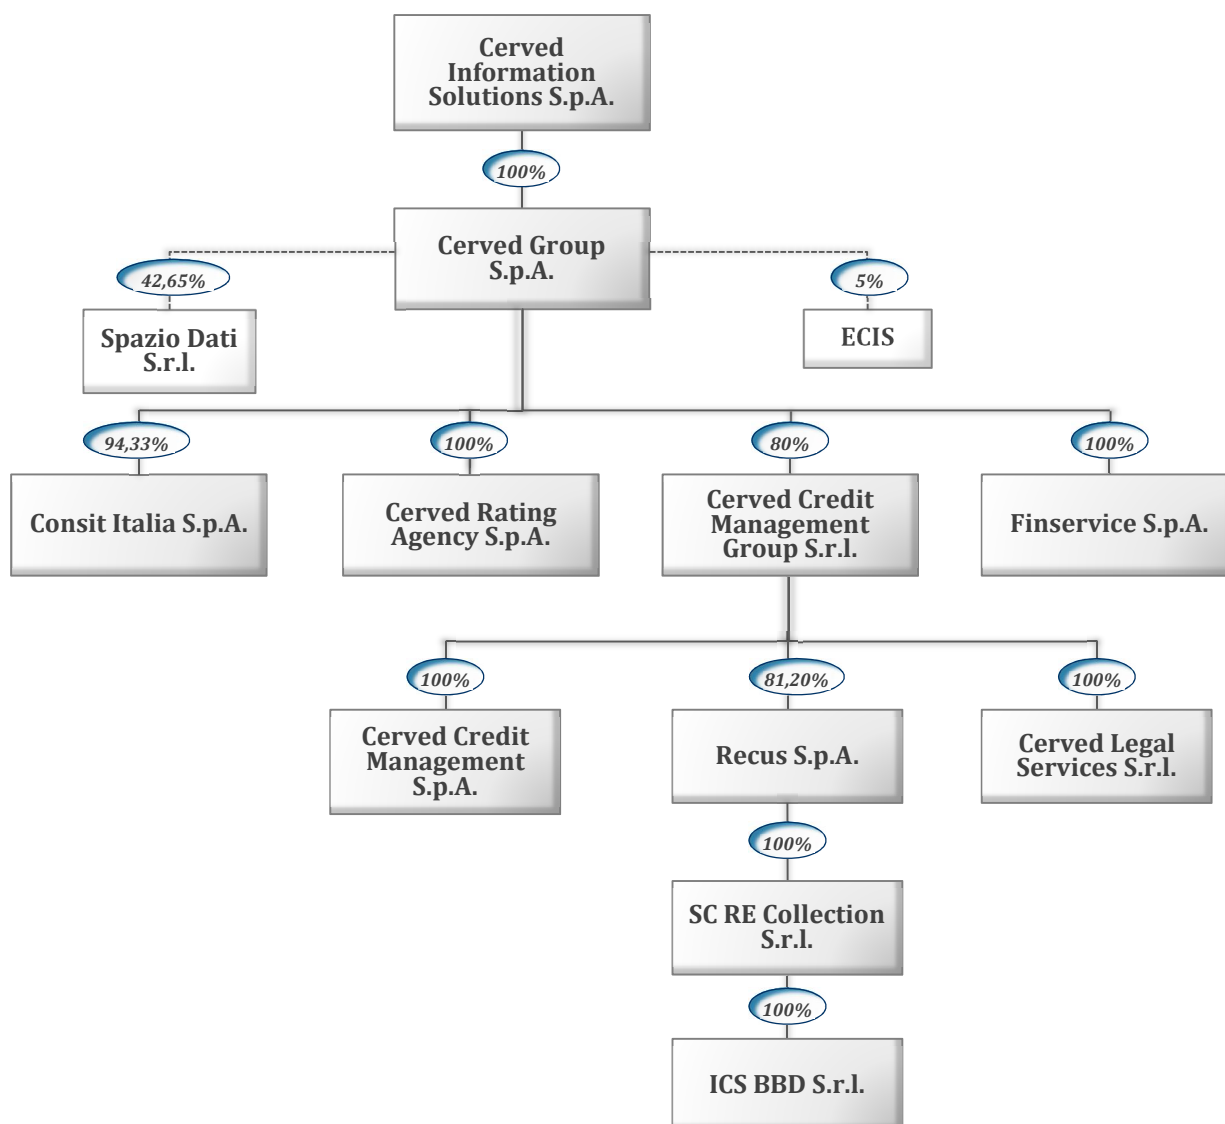 Cerved
Information
Solutions S.p.A.
100%
Cerved Group
S.p.A.
42,65%
5%
Spazio Dati
S.r.l.
ECIS
94,33%
100%
80%
100%
Consit Italia S.p.A.
Cerved Rating
Agency S.p.A.
Cerved Credit
Management
Group S.r.l.
Finservice S.p.A.
100%
81,20%
100%
Cerved Credit
Management
S.p.A.
Recus S.p.A.
Cerved Legal
Services S.r.l.
100%
SC RE Collection
S.r.l.
100%
ICS BBD S.r.l.